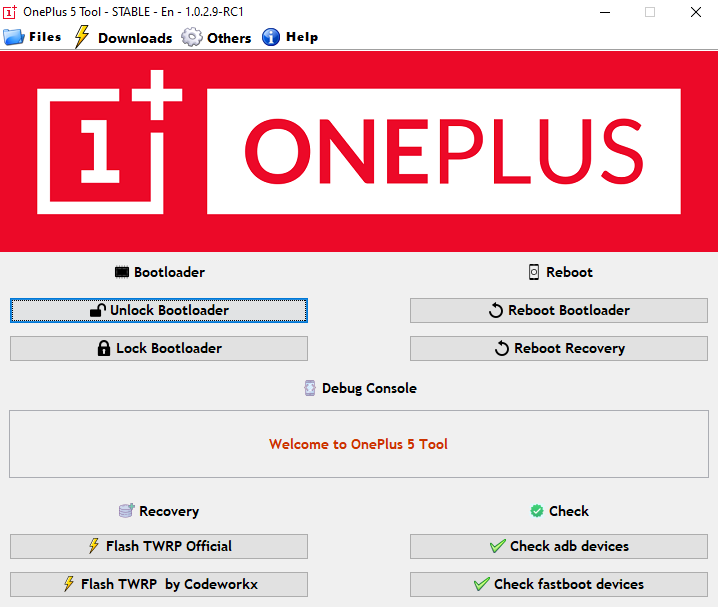 OnePlus 5 Tool - STABLE - En - 1.0.2.9-RC1
Files Downloads Others Help
1+ ONEPLUS
Bootloader Reboot
Unlock Bootloader Reboot Bootloader
Lock Bootloader Reboot Recovery
Debug Console
Welcome to OnePlus 5 Tool
Recovery Check
Flash TWRP Official Check adb devices
Flash TWRP by Codeworkx Check fastboot devices